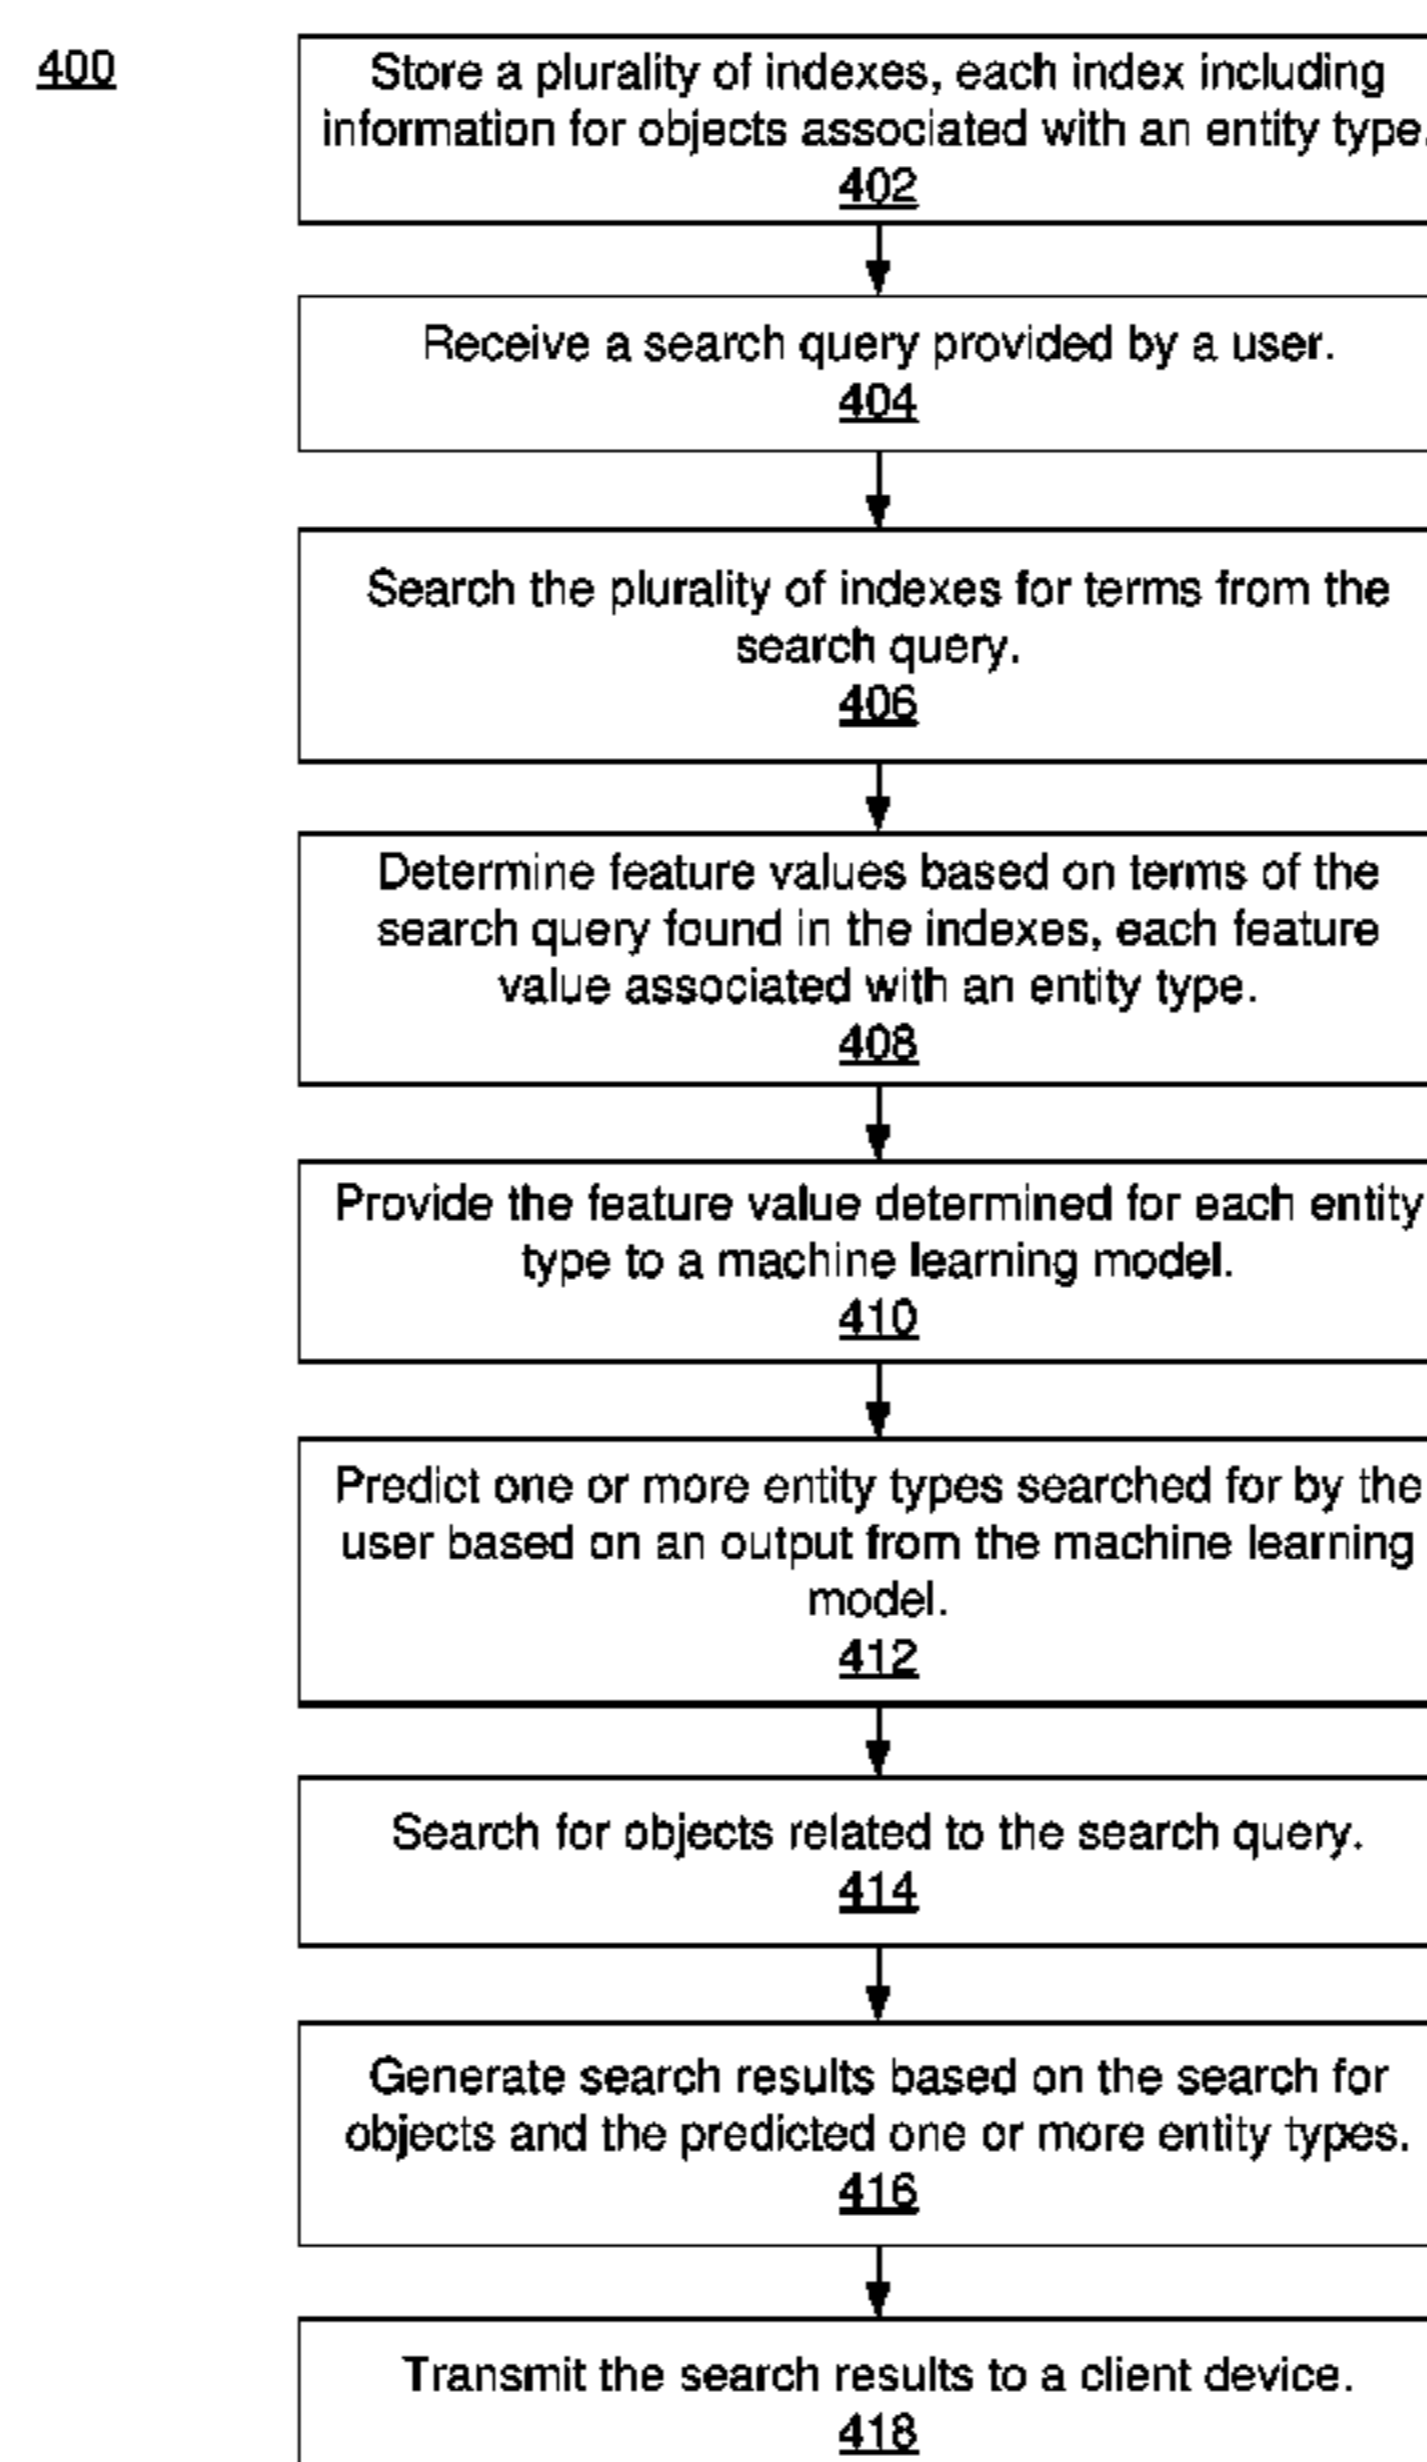 400
Store a plurality of indexes, each index including
information for objects associated with an entity type.
402
Receive a search query provided by a user.
404
Search the plurality of indexes for terms from the
search query.
406
Determine feature values based on terms of the
search query found in the indexes, each feature
value associated with an entity type.
408
Provide the feature value determined for each entity
type to a machine learning model.
410
Predict one or more entity types searched for by the
user based on an output from the machine learning
model.
412
Search for objects related to the search query.
414
Generate search results based on the search for
objects and the predicted one or more entity types.
416
Transmit the search results to a client device.
418